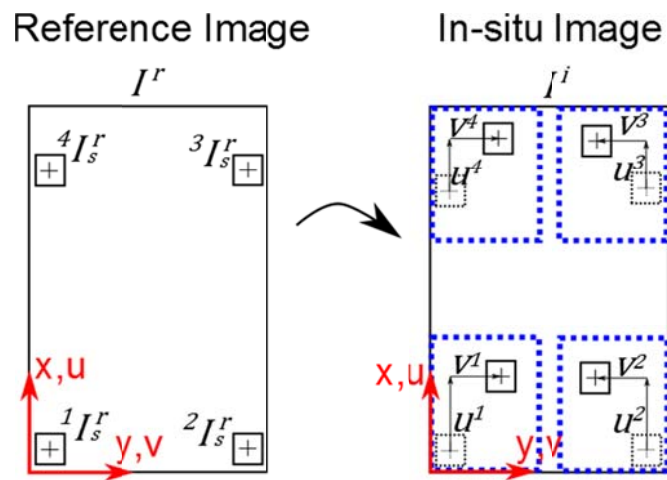 Reference Image
In-situ Image
I^r
I^i
^4I_s^r
^3I_s^r
v^4
v^3
u^4
u^3
x,u
x,u
v^1
v^2
^1I_s^r
^2I_s^r
u^1
u^2
y,v
y,v